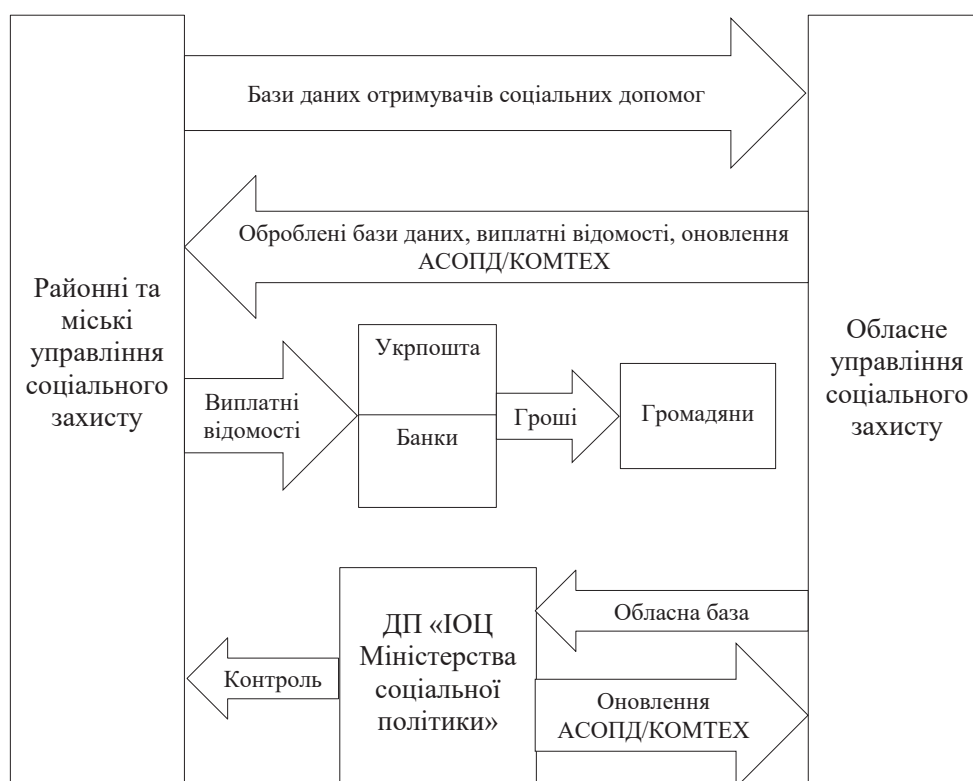 Бази даних отримувачів соціальних допомог
Оброблені бази даних, виплатні відомості, оновлення
АСОПД/КОМТЕХ
Районні та
міські
управління
соціального
захисту
Виплатні
відомості
Укрпошта
Банки
Гроші
Громадяни
Обласне
управління
соціального
захисту
ДП «ІОЦ
Міністерства
соціальної
політики»
Контроль
Обласна база
Оновлення
АСОПД/КОМТЕХ